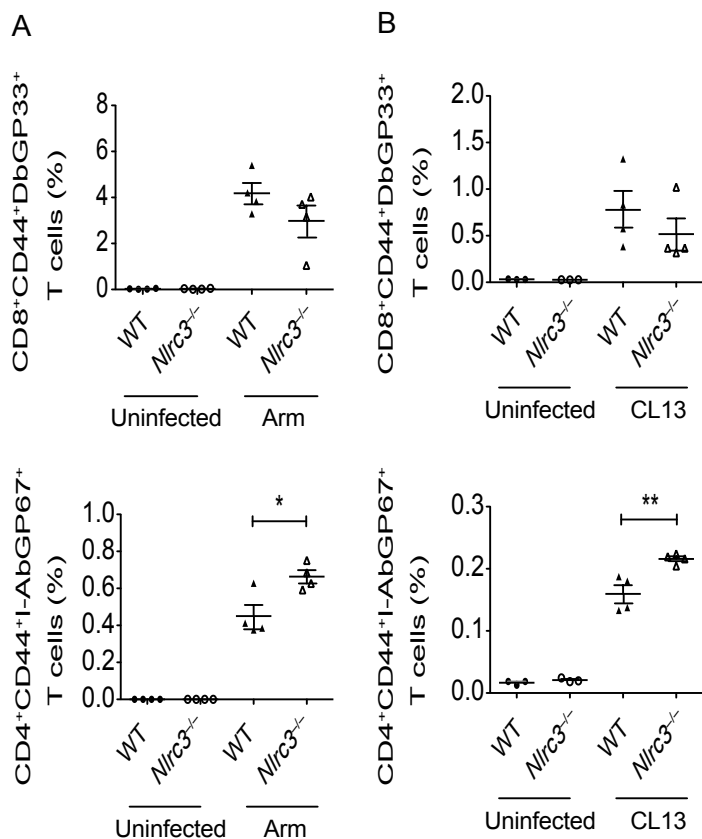 A
CD8+CD44+DbGP33+
T cells (%)
8
6
4
2
0
WT
Nlrc3–/–
WT
Nlrc3–/–
Uninfected
Arm
B
CD8+CD44+DbGP33+
T cells (%)
2.0
1.5
1.0
0.5
0.0
WT
Nlrc3–/–
WT
Nlrc3–/–
Uninfected
CL13
CD4+CD44+I-AbGP67+
T cells (%)
1.0
0.8
0.6
0.4
0.2
0.0
*
WT
Nlrc3–/–
WT
Nlrc3–/–
Uninfected
Arm
CD4+CD44+I-AbGP67+
T cells (%)
0.3
0.2
0.1
0.0
**
WT
Nlrc3–/–
WT
Nlrc3–/–
Uninfected
CL13